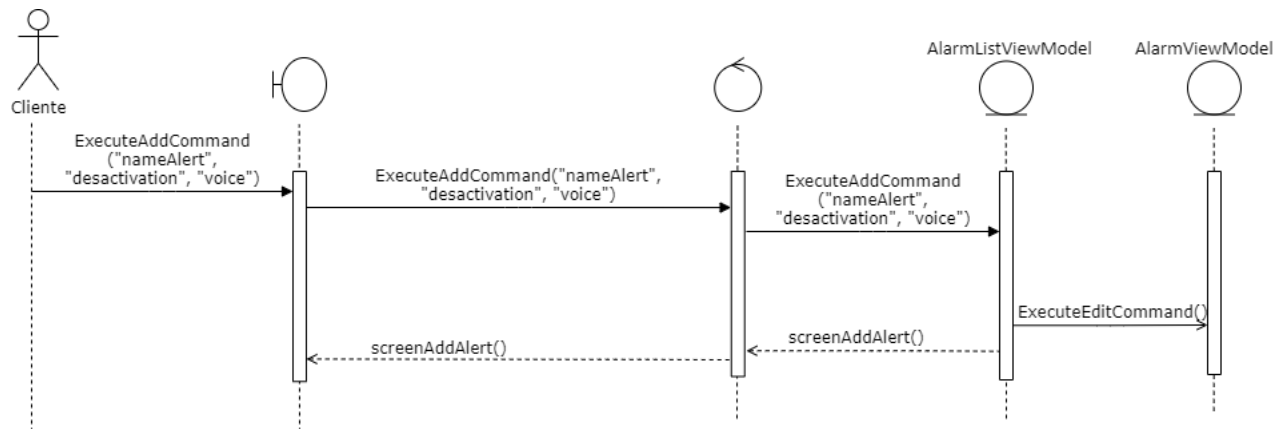 AlarmListViewModel
AlarmViewModel
Cliente
ExecuteAddCommand
("nameAlert",
"desactivation", "voice")
ExecuteAddCommand("nameAlert",
"desactivation", "voice")
ExecuteAddCommand
("nameAlert",
"desactivation", "voice")
ExecuteEditCommand()
screenAddAlert()
screenAddAlert()